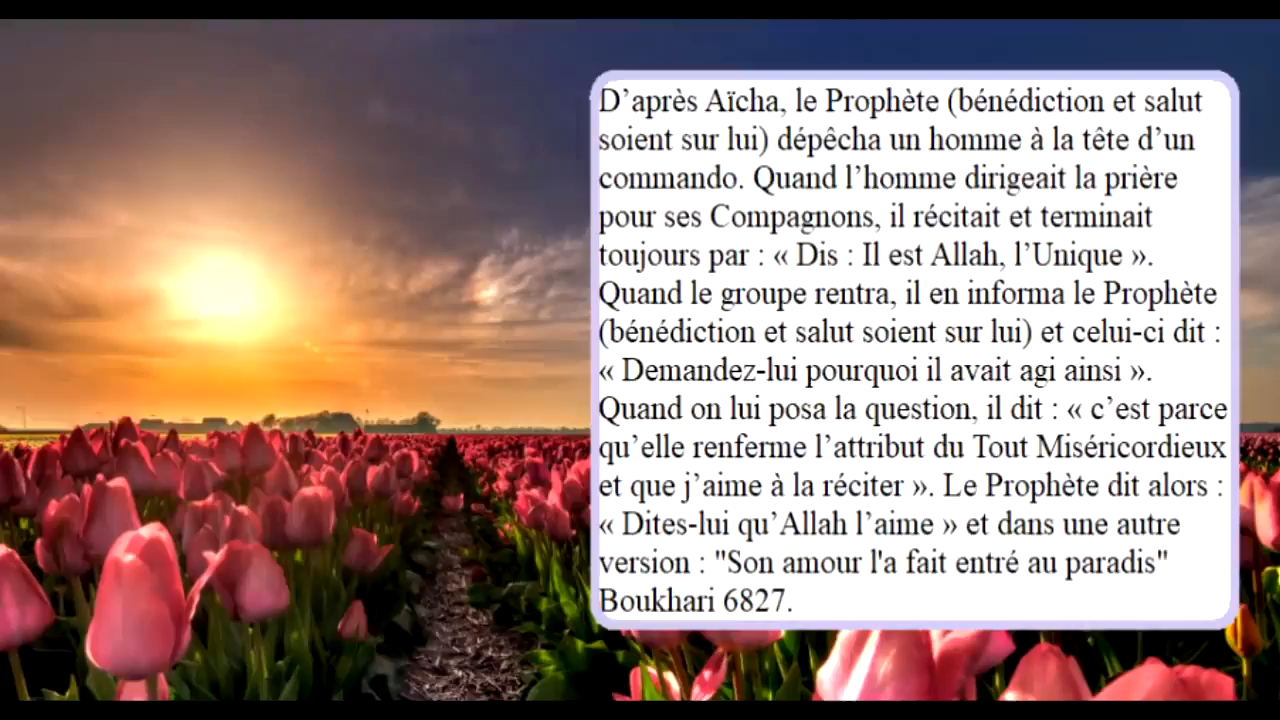 D’après Aïcha, le Prophète (bénédiction et salut
soient sur lui) dépêcha un homme à la tête d’un
commando. Quand l’homme dirigeait la prière
pour ses Compagnons, il récitait et terminait
toujours par : « Dis : Il est Allah, l’Unique ».
Quand le groupe rentra, il en informa le Prophète
(bénédiction et salut soient sur lui) et celui-ci dit :
« Demandez-lui pourquoi il avait agi ainsi ».
Quand on lui posa la question, il dit : « c’est parce
qu’elle renferme l’attribut du Tout Miséricordieux
et que j’aime à la réciter ». Le Prophète dit alors :
« Dites-lui qu’Allah l’aime » et dans une autre
version : "Son amour l'a fait entré au paradis"
Boukhari 6827.